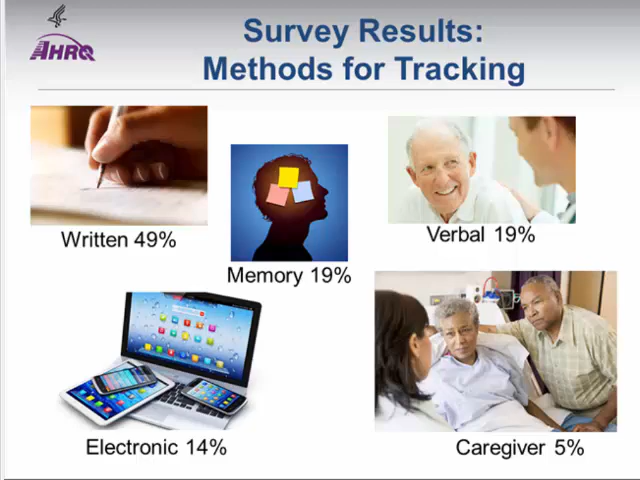 AHRQ
Survey Results:
Methods for Tracking
Written 49%
Memory 19%
Verbal 19%
Electronic 14%
Caregiver 5%